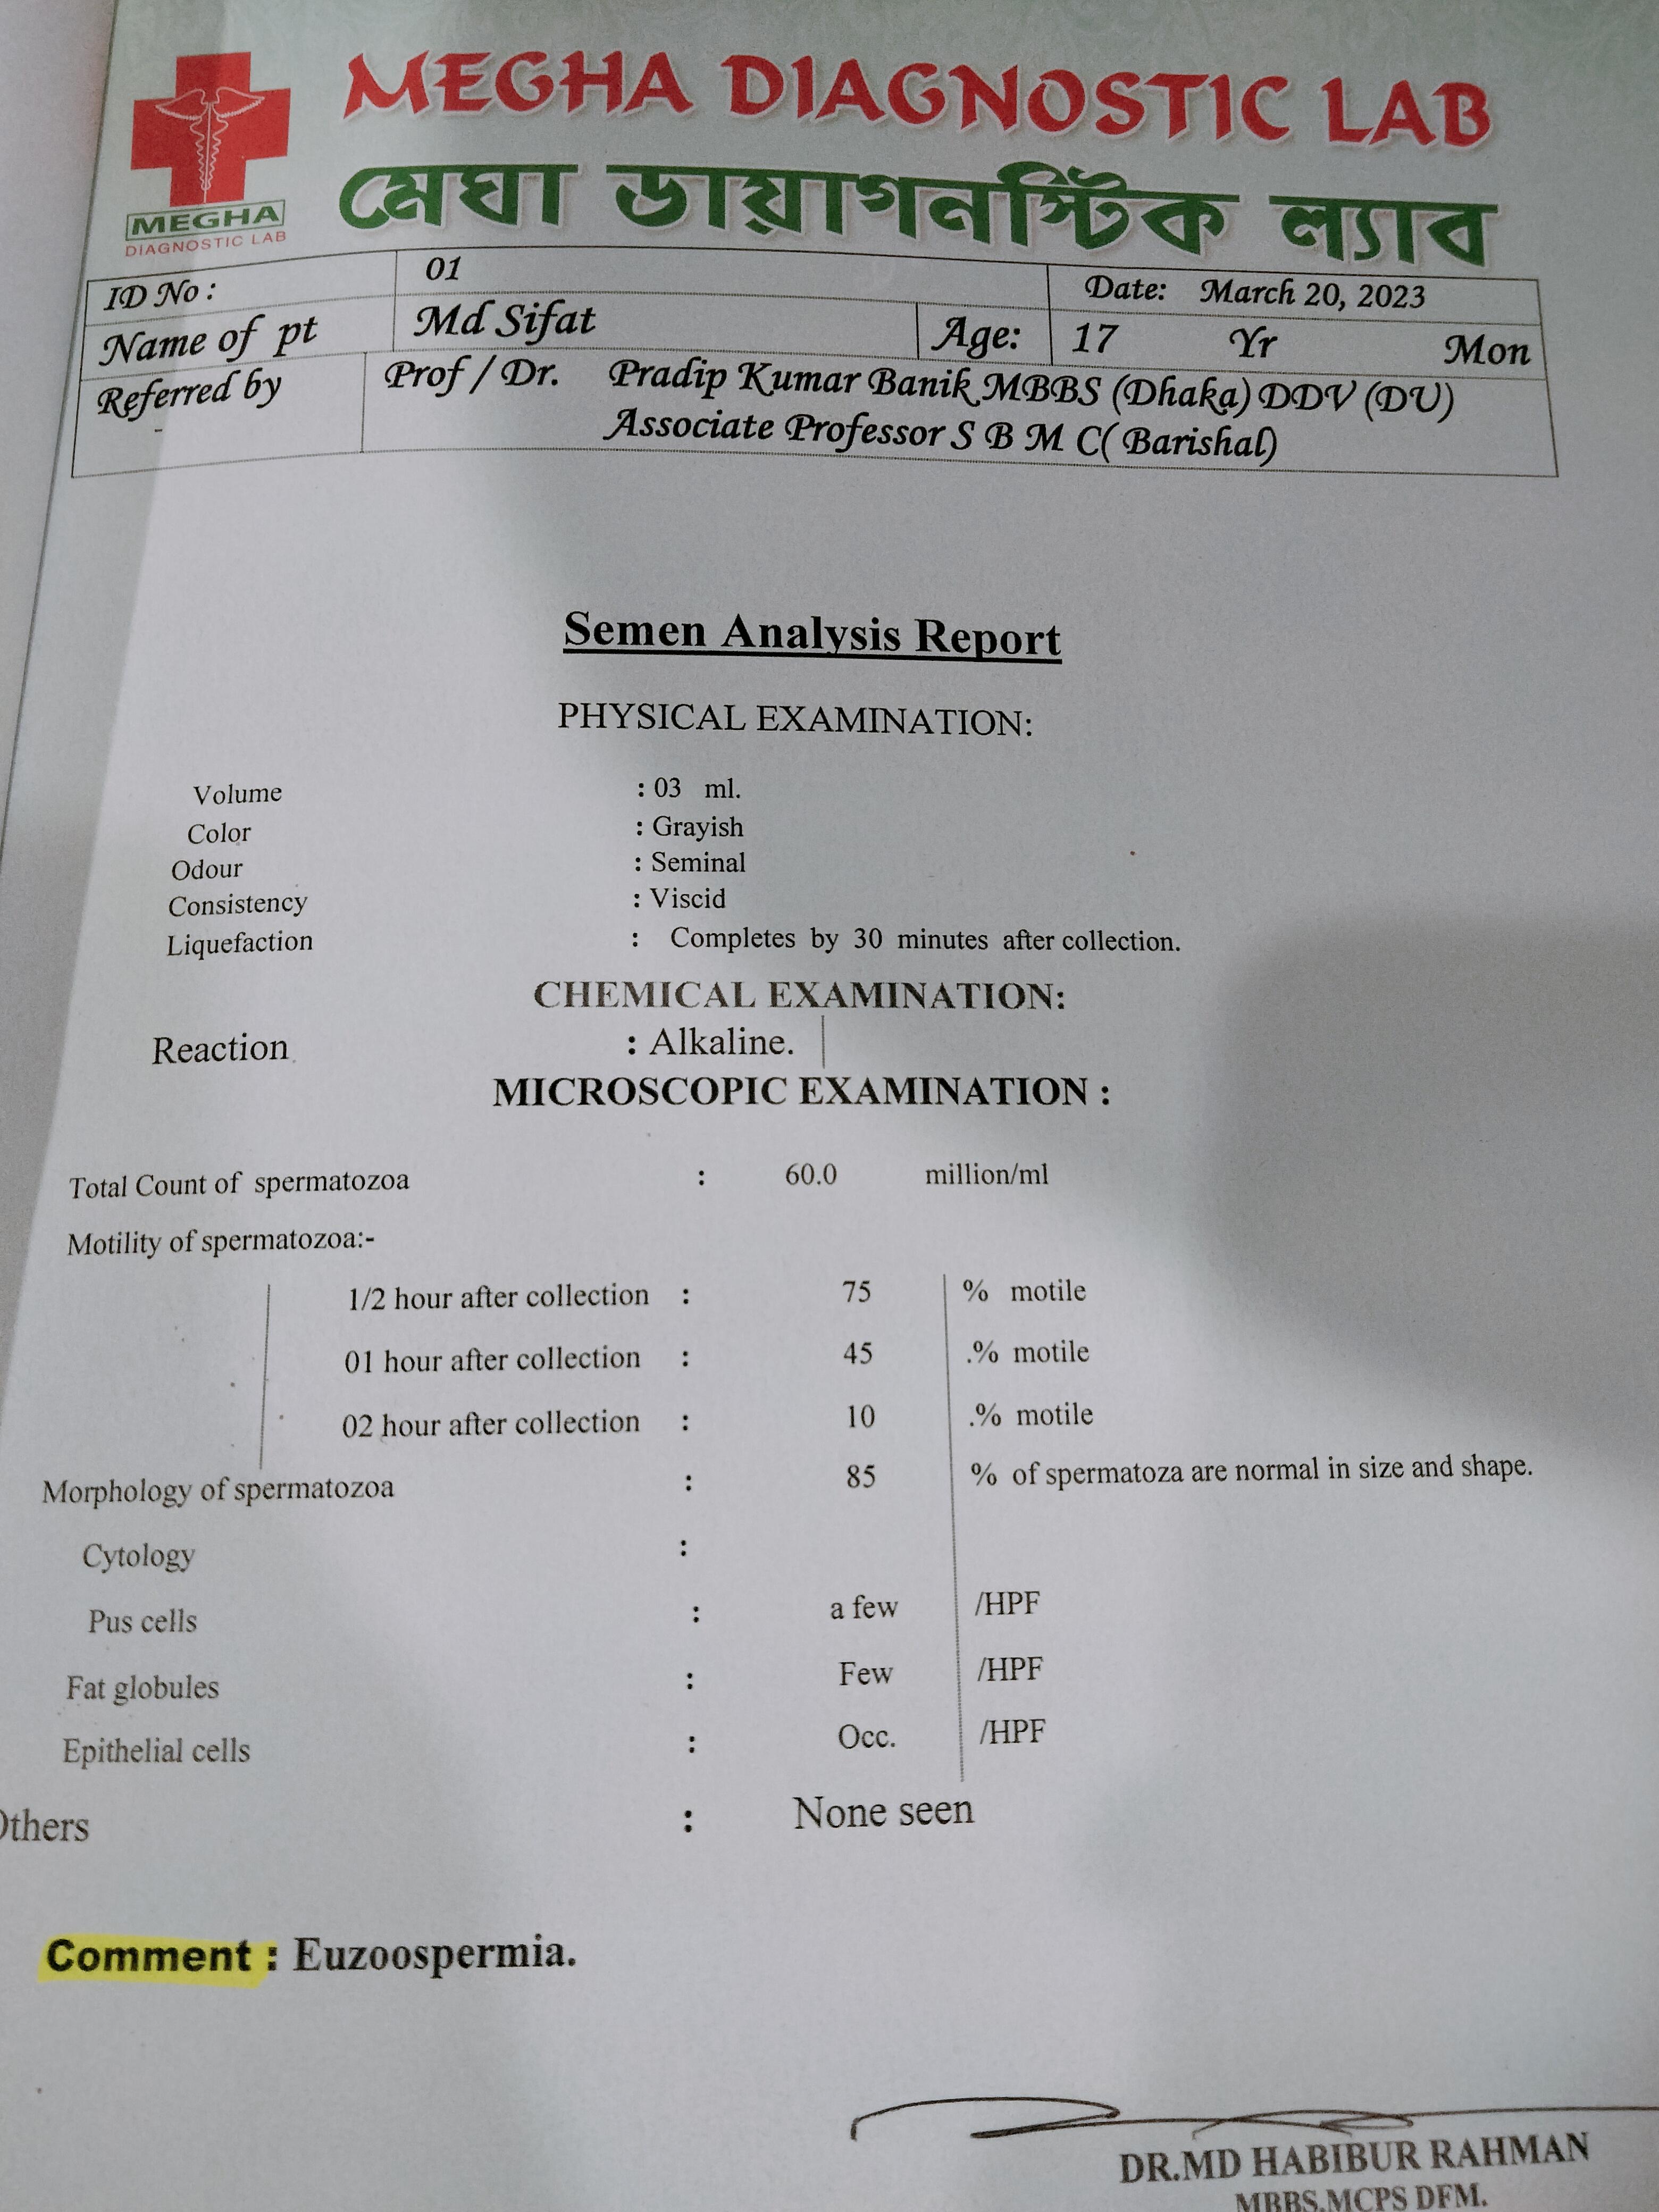 MEGHA DIAGNOSTIC LAB
মেঘা ডায়াগনস্টিক ল্যাব
MEGHA
DIAGNOSTIC LAB
ID No : 01 Date: March 20, 2023
Name of pt Md Sifat Age: 17 Yr Mon
Referred by Prof / Dr. Pradip Kumar Banik MBBS (Dhaka) DDV (DU)
Associate Professor S B M C( Barishal)
Semen Analysis Report
PHYSICAL EXAMINATION:
Volume : 03 ml.
Color : Grayish
Odour : Seminal
Consistency : Viscid
Liquefaction : Completes by 30 minutes after collection.
CHEMICAL EXAMINATION:
Reaction : Alkaline.
MICROSCOPIC EXAMINATION :
Total Count of spermatozoa : 60.0 million/ml
Motility of spermatozoa:-
1/2 hour after collection : 75 % motile
01 hour after collection : 45 .% motile
02 hour after collection : 10 .% motile
Morphology of spermatozoa : 85 % of spermatoza are normal in size and shape.
Cytology :
Pus cells : a few /HPF
Fat globules : Few /HPF
Epithelial cells : Occ. /HPF
Others : None seen
Comment : Euzoospermia.
DR.MD HABIBUR RAHMAN
MBBS,MCPS DFM.